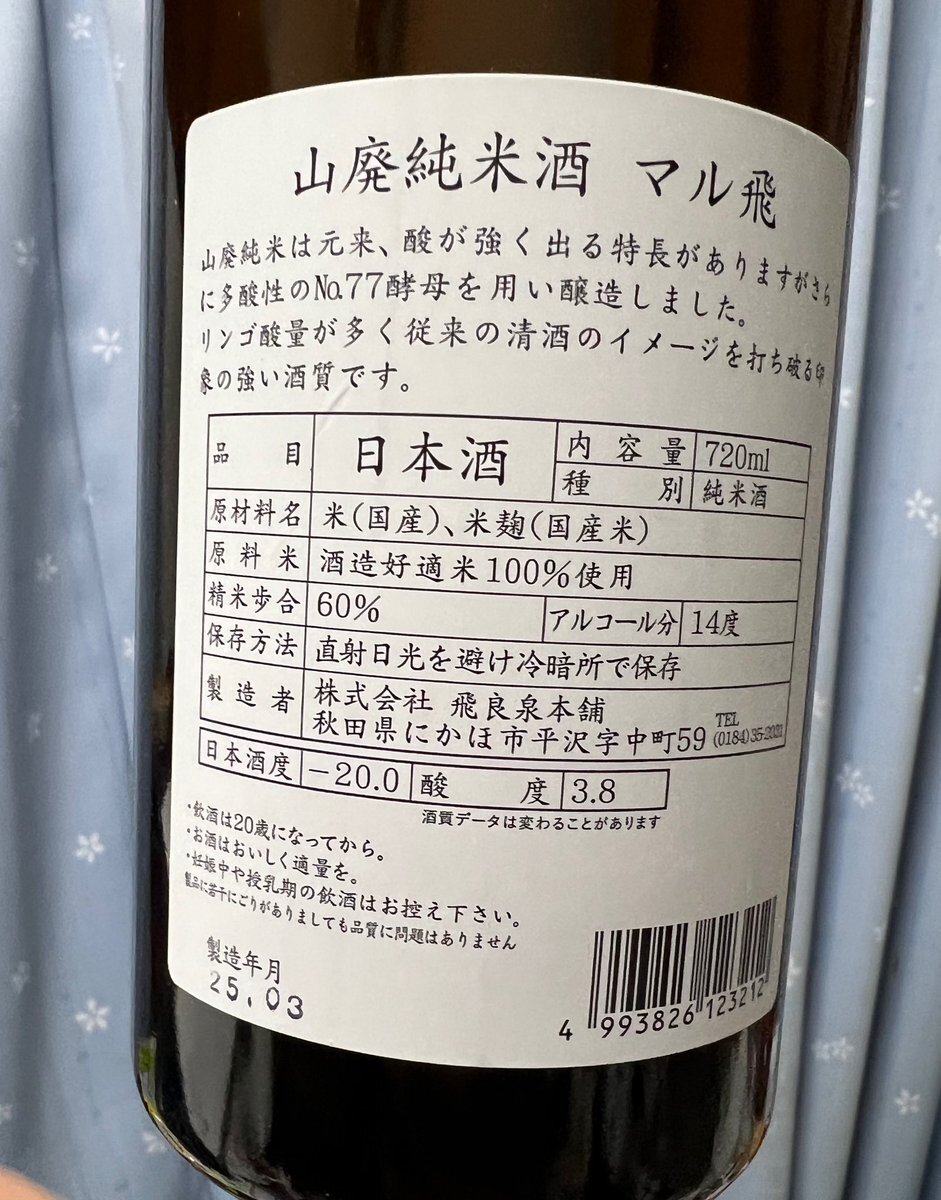 山廃純米酒 マル飛
山廃純米は元来、酸が強く出る特長がありますがさら
に多酸性の№77酵母を用い醸造しました。
リンゴ酸量が多く従来の清酒のイメージを打ち破る印
象の強い酒質です。
品目 日本酒 内容量 720ml
種別 純米酒
原材料名 米(国産)、米麹(国産米)
原料米 酒造好適米100%使用
精米歩合 60% アルコール分 14度
保存方法 直射日光を避け冷暗所で保存
製造者 株式会社 飛良泉本舗
秋田県にかほ市平沢字中町59 TEL (0184)35-2031
日本酒度 −20.0 酸度 3.8
酒質データは変わることがあります
・飲酒は20歳になってから。
・お酒はおいしく適量を。
・妊娠中や授乳期の飲酒はお控え下さい。
製品に若干にごりがありましても品質に問題はありません
製造年月
25.03
4 993826 123212